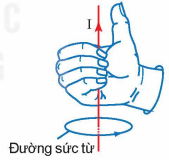 I
Đường sức từ